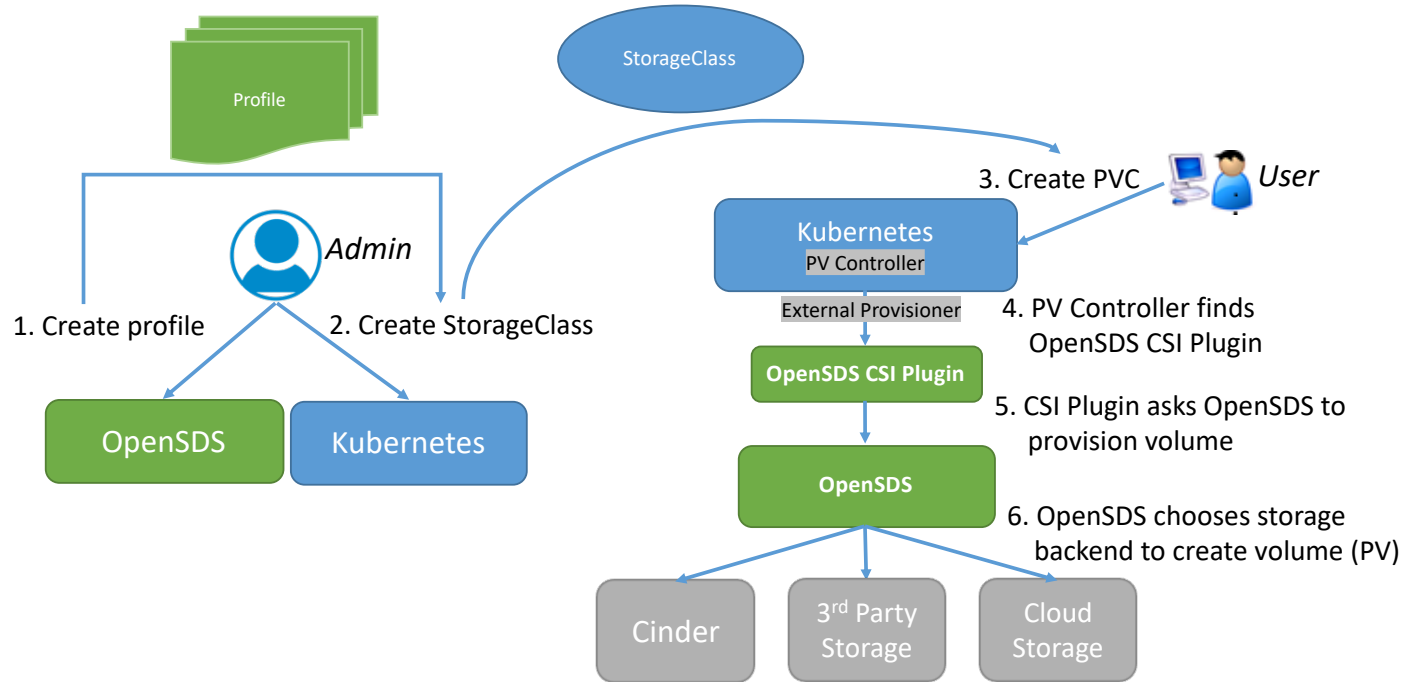 Profile
StorageClass
Admin
1. Create profile
2. Create StorageClass
OpenSDS
Kubernetes
3. Create PVC
User
Kubernetes
PV Controller
External Provisioner
4. PV Controller finds
OpenSDS CSI Plugin
OpenSDS CSI Plugin
5. CSI Plugin asks OpenSDS to
provision volume
OpenSDS
6. OpenSDS chooses storage
backend to create volume (PV)
Cinder
3rd Party
Storage
Cloud
Storage